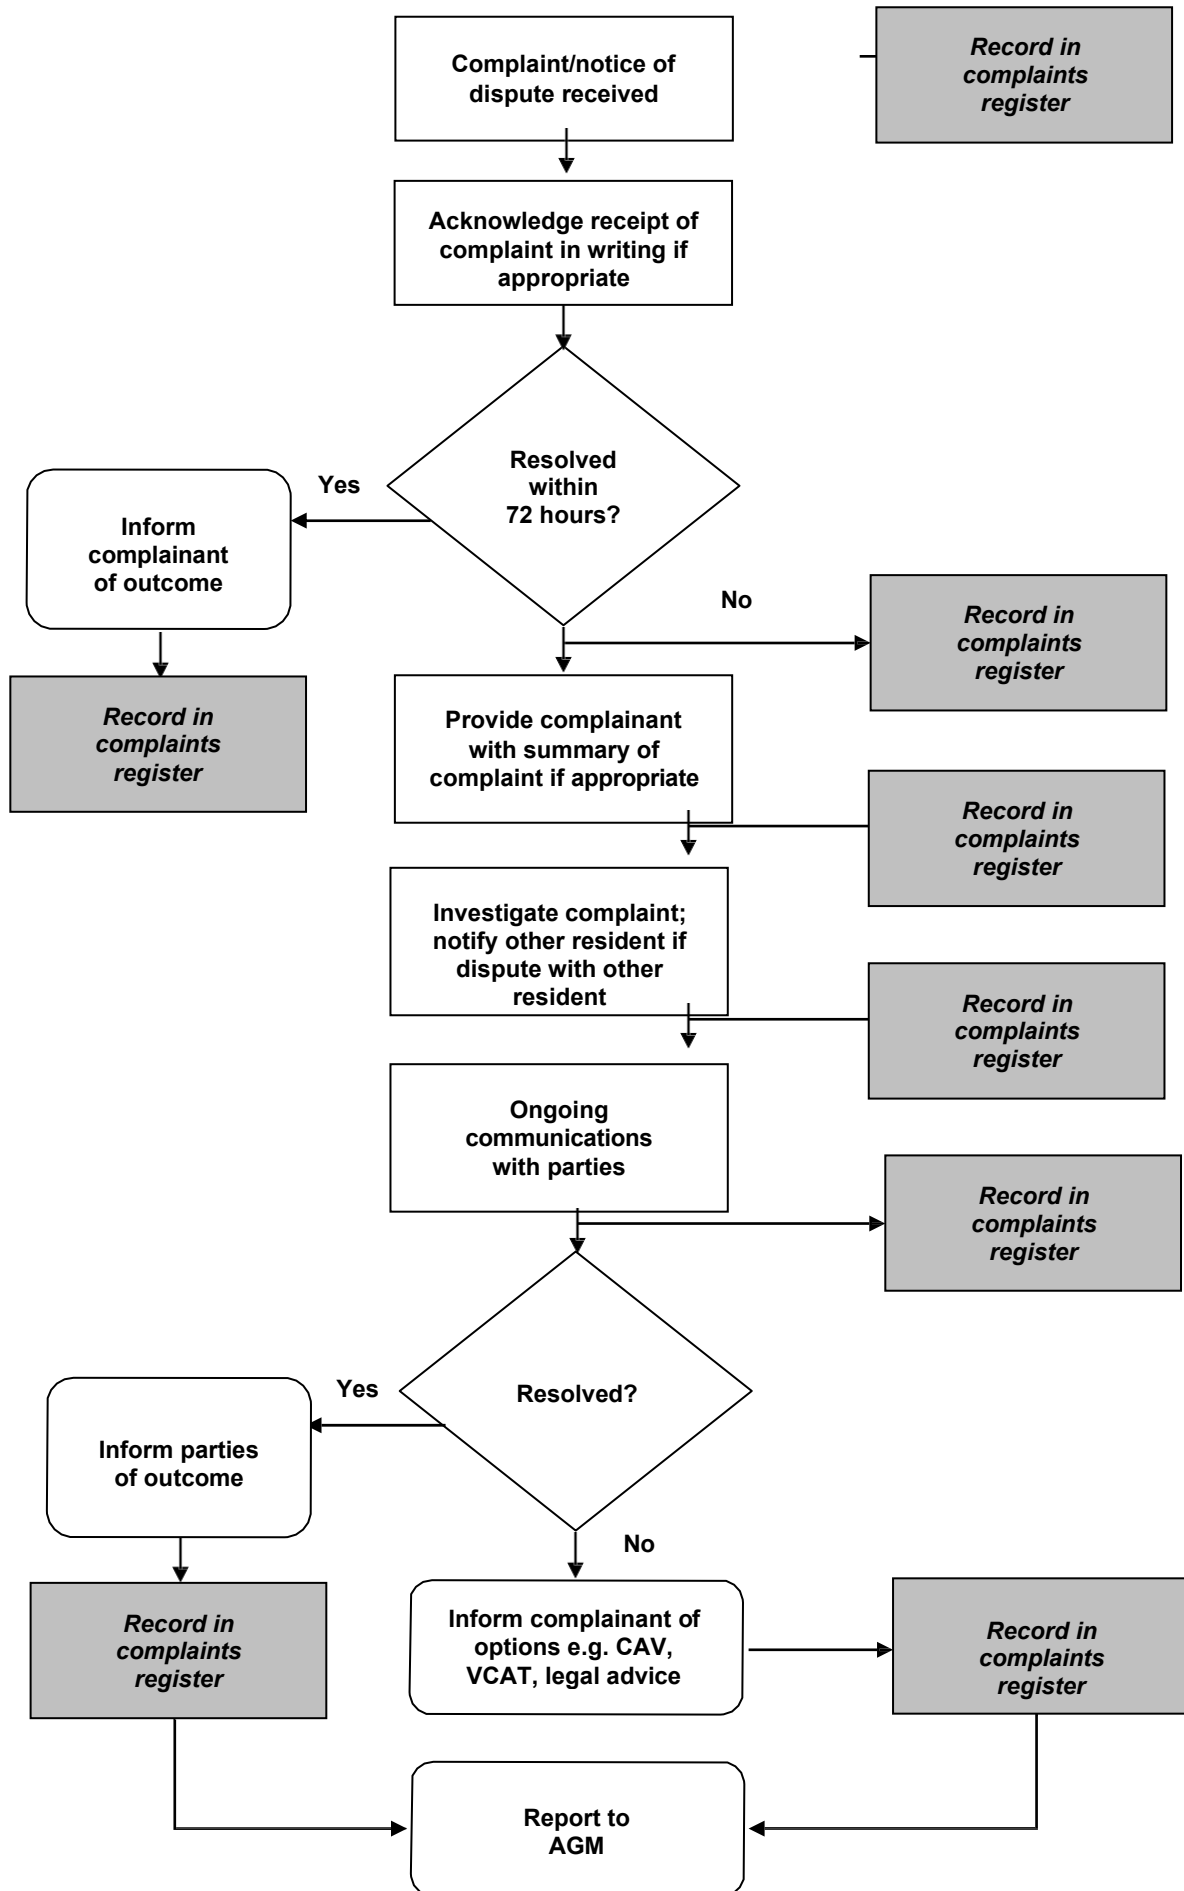 Complaint/notice of
dispute received
Record in
complaints
register
Acknowledge receipt of
complaint in writing if
appropriate
Resolved
within
72 hours?
Yes
Inform
complainant
of outcome
No
Record in
complaints
register
Record in
complaints
register
Provide complainant
with summary of
complaint if appropriate
Record in
complaints
register
Investigate complaint;
notify other resident if
dispute with other
resident
Record in
complaints
register
Ongoing
communications
with parties
Record in
complaints
register
Resolved?
Yes
Inform parties
of outcome
No
Record in
complaints
register
Inform complainant of
options e.g. CAV,
VCAT, legal advice
Record in
complaints
register
Report to
AGM